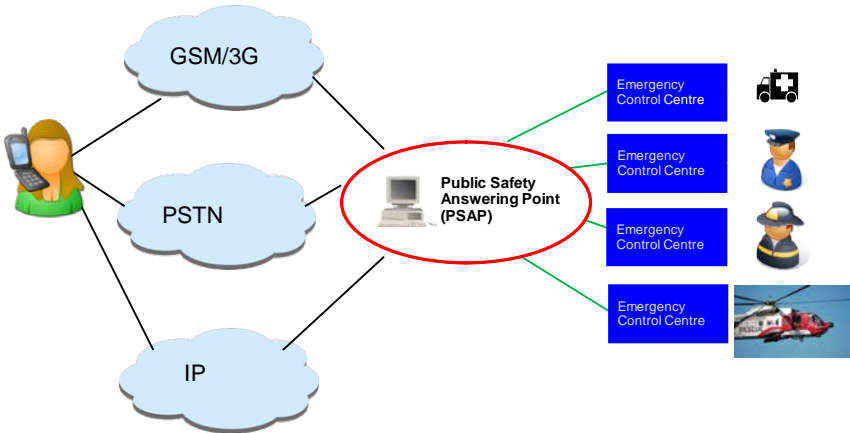 GSM/3G
PSTN
IP
Public Safety
Answering Point
(PSAP)
Emergency
Control Centre
Emergency
Control Centre
Emergency
Control Centre
Emergency
Control Centre
RESCUE